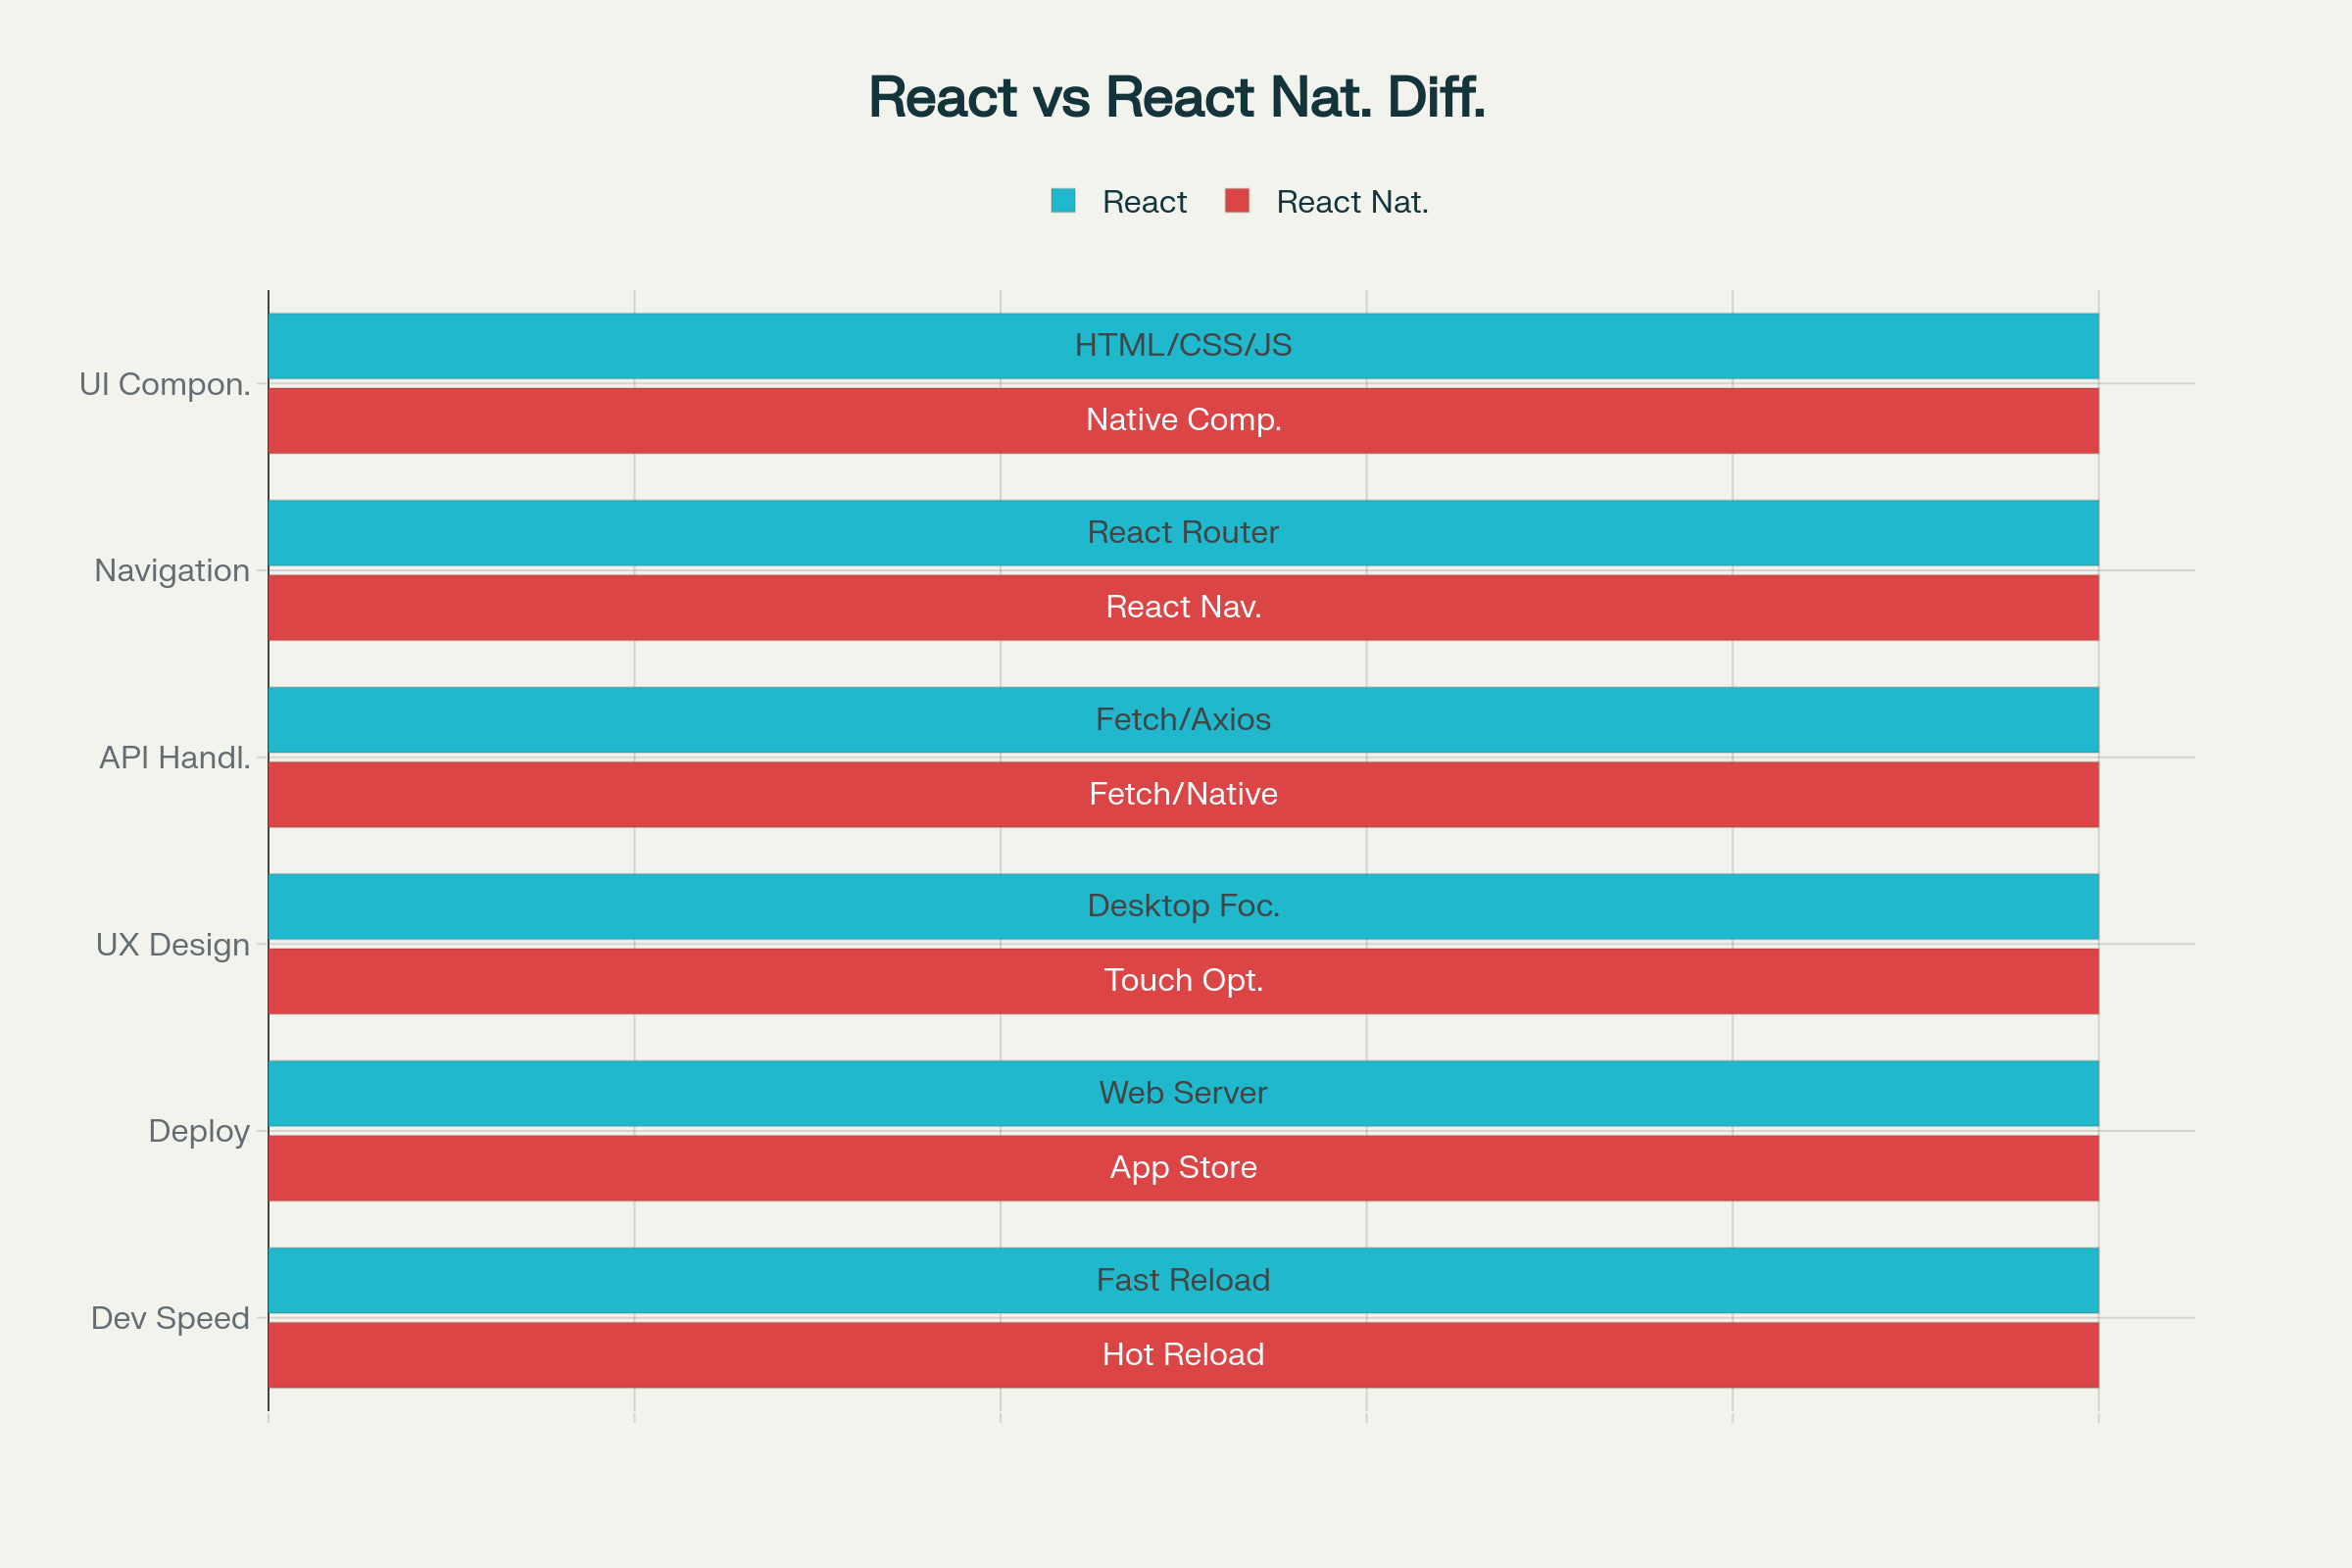 React vs React Nat. Diff.
React
React Nat.
UI Compon.
HTML/CSS/JS
Native Comp.
Navigation
React Router
React Nav.
API Handl.
Fetch/Axios
Fetch/Native
UX Design
Desktop Foc.
Touch Opt.
Deploy
Web Server
App Store
Dev Speed
Fast Reload
Hot Reload